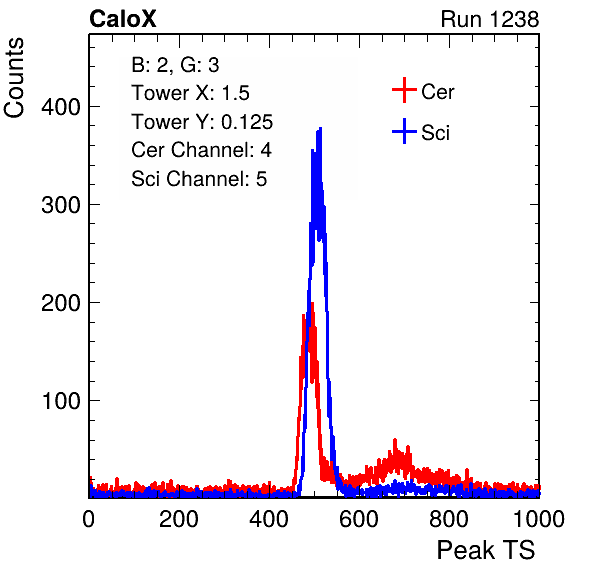 CaloX Run 1238
Counts
B: 2, G: 3
Tower X: 1.5
Tower Y: 0.125
Cer Channel: 4
Sci Channel: 5
Cer
Sci
400
300
200
100
0 200 400 600 800 1000
Peak TS